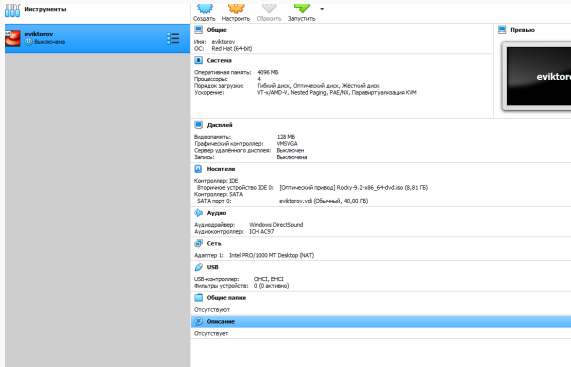 Инструменты
Создать Настроить Сбросить Запустить
eviktorov
Выключена
Общие
Имя: eviktorov
ОС: Red Hat (64-bit)
Превью
eviktoro
Система
Оперативная память: 4096 МБ
Процессоры: 4
Порядок загрузки: Гибкий диск, Оптический диск, Жёсткий диск
Ускорение: VT-x/AMD-V, Nested Paging, PAE/NX, Паравиртуализация KVM
Дисплей
Видеопамять: 128 МБ
Графический контроллер: VMSVGA
Сервер удалённого дисплея: Выключен
Запись: Выключена
Носители
Контроллер: IDE
Вторичное устройство IDE 0: [Оптический привод] Rocky-9.2-x86_64-dvd.iso (8,81 ГБ)
Контроллер: SATA
SATA порт 0: eviktorov.vdi (Обычный, 40,00 ГБ)
Аудио
Аудиодрайвер: Windows DirectSound
Аудиоконтроллер: ICH AC97
Сеть
Адаптер 1: Intel PRO/1000 MT Desktop (NAT)
USB
USB-контроллер: OHCI, EHCI
Фильтры устройств: 0 (0 активно)
Общие папки
Отсутствуют
Описание
Отсутствует